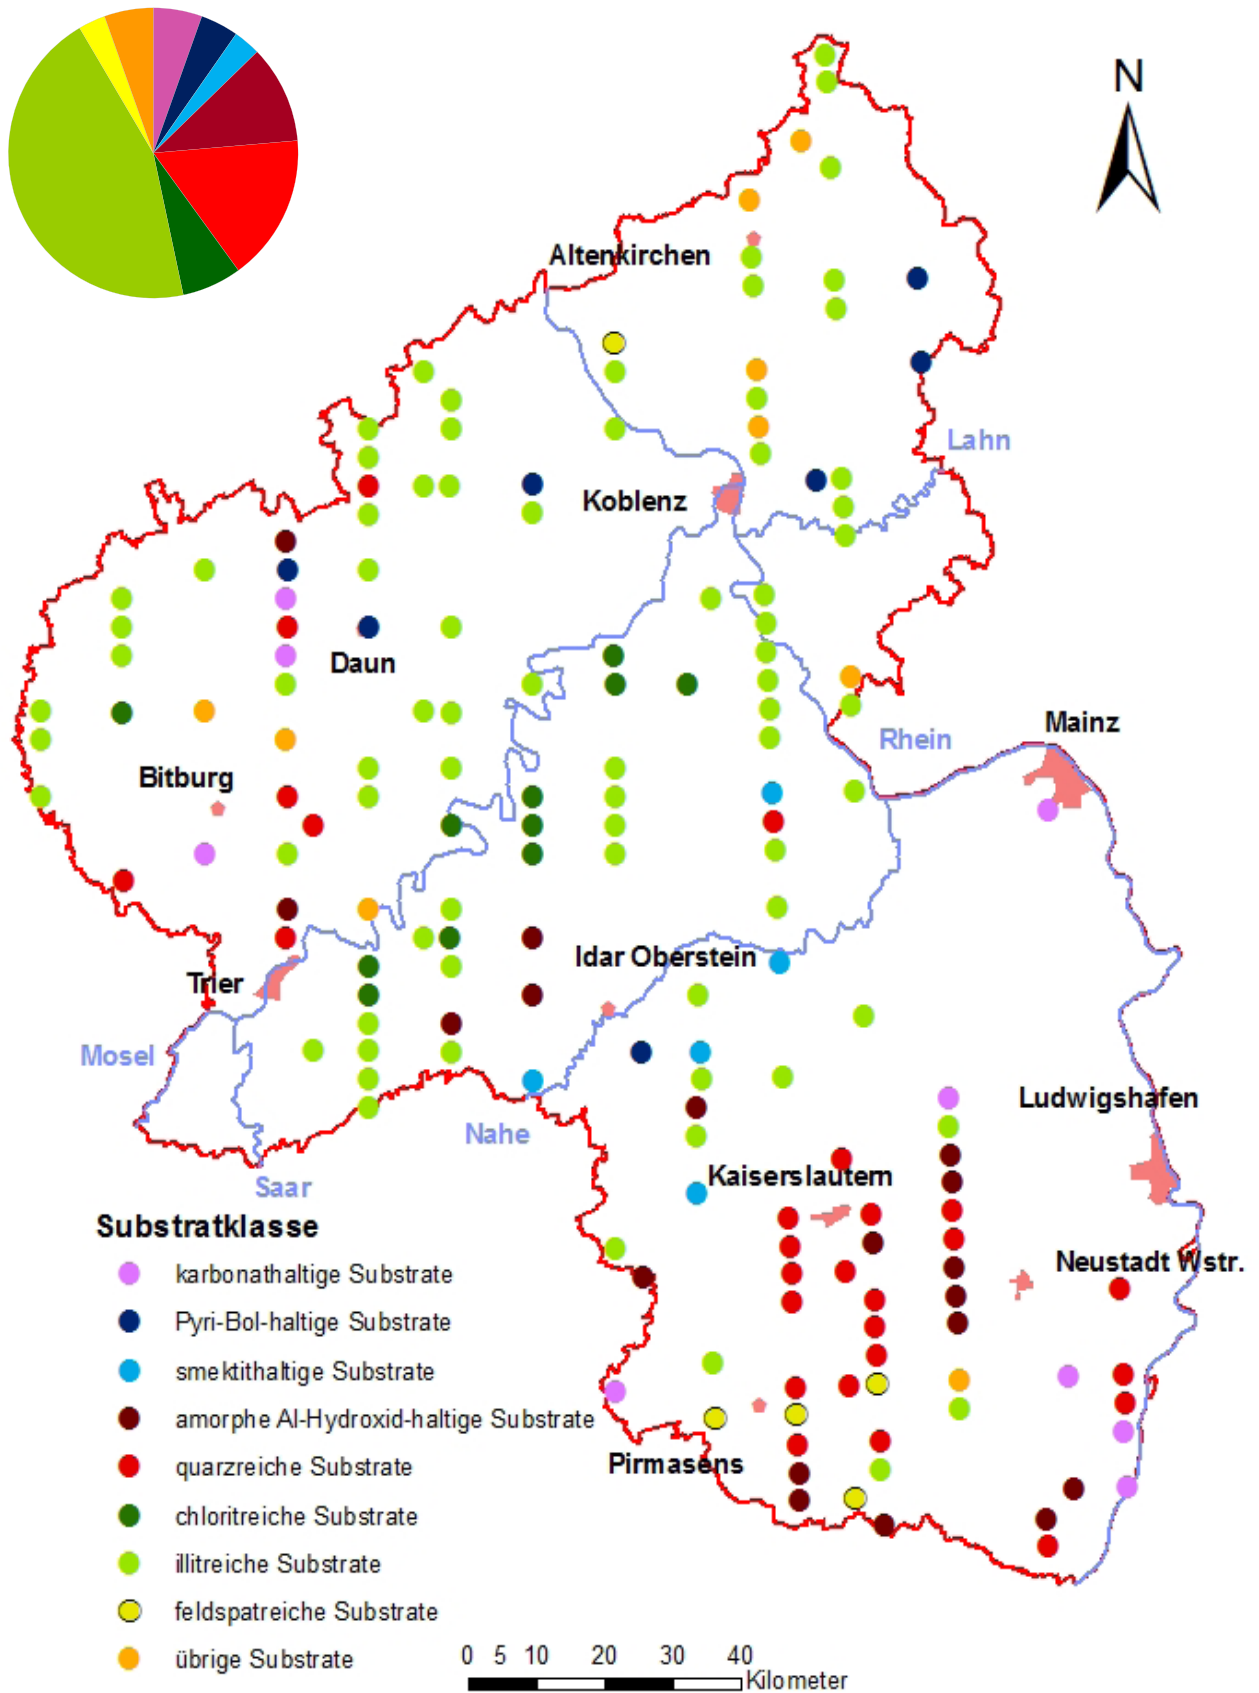 N
Altenkirchen
Lahn
Koblenz
Daun
Mainz
Rhein
Bitburg
Idar Oberstein
Trier
Mosel
Ludwigshafen
Nahe
Kaiserslautern
Saar
Neustadt Wstr.
Pirmasens
Substratklasse
karbonathaltige Substrate
Pyri-Bol-haltige Substrate
smektithaltige Substrate
amorphe Al-Hydroxid-haltige Substrate
quarzreiche Substrate
chloritreiche Substrate
illitreiche Substrate
feldspatreiche Substrate
übrige Substrate
0 5 10 20 30 40
Kilometer